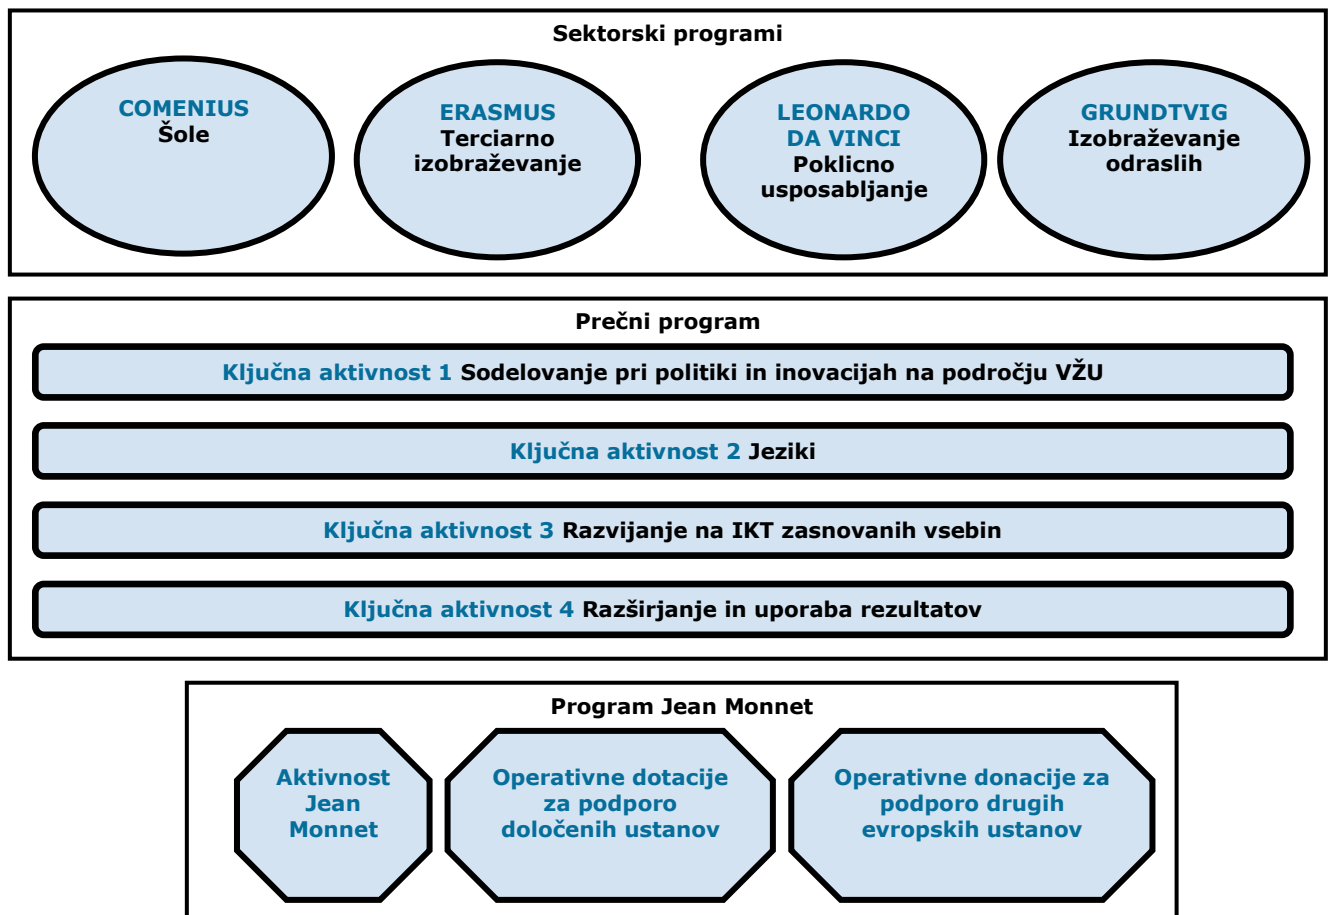 Sektorski programi
COMENIUS
Šole
ERASMUS
Terciarno
izobraževanje
LEONARDO
DA VINCI
Poklicno
usposabljanje
GRUNDTVIG
Izobraževanje
odraslih
Prečni program
Ključna aktivnost 1 Sodelovanje pri politiki in inovacijah na področju VŽU
Ključna aktivnost 2 Jeziki
Ključna aktivnost 3 Razvijanje na IKT zasnovanih vsebin
Ključna aktivnost 4 Razširjanje in uporaba rezultatov
Program Jean Monnet
Aktivnost
Jean
Monnet
Operativne dotacije
za podporo
določenih ustanov
Operativne donacije za
podporo drugih
evropskih ustanov